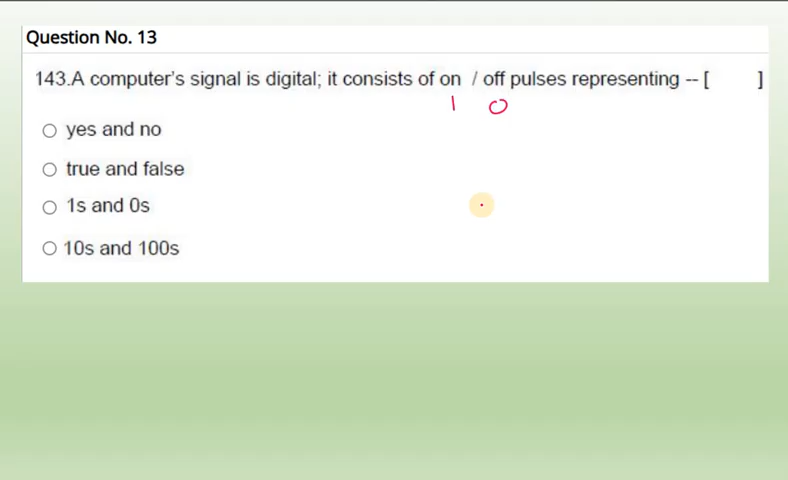 Question No. 13
143.A computer's signal is digital; it consists of on / off pulses representing -- [ ]
1 0
yes and no
true and false
1s and 0s
10s and 100s